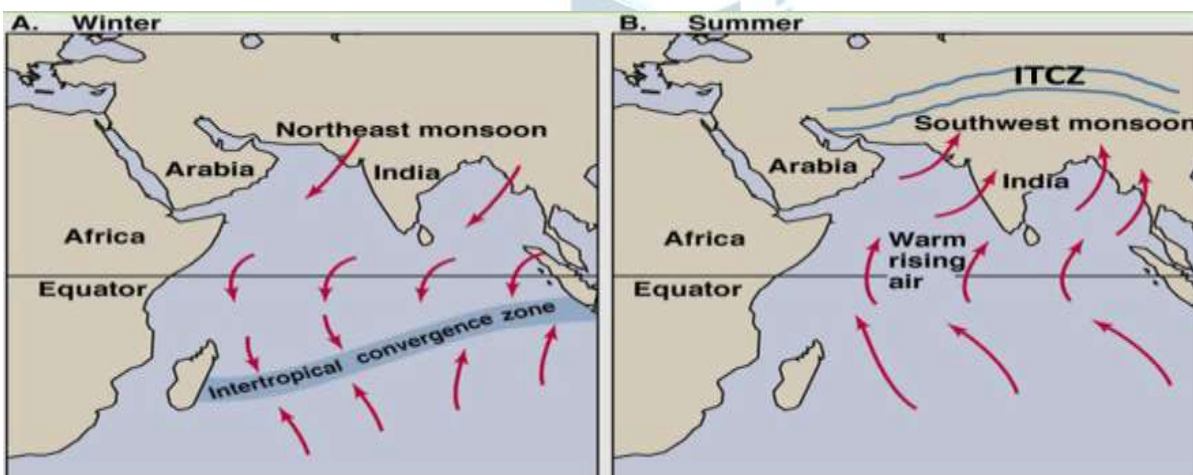 A. Winter
Northeast monsoon
Arabia
India
Africa
Equator
Intertropical convergence zone
B. Summer
ITCZ
Southwest monsoon
Arabia
India
Africa
Warm
rising
air
Equator